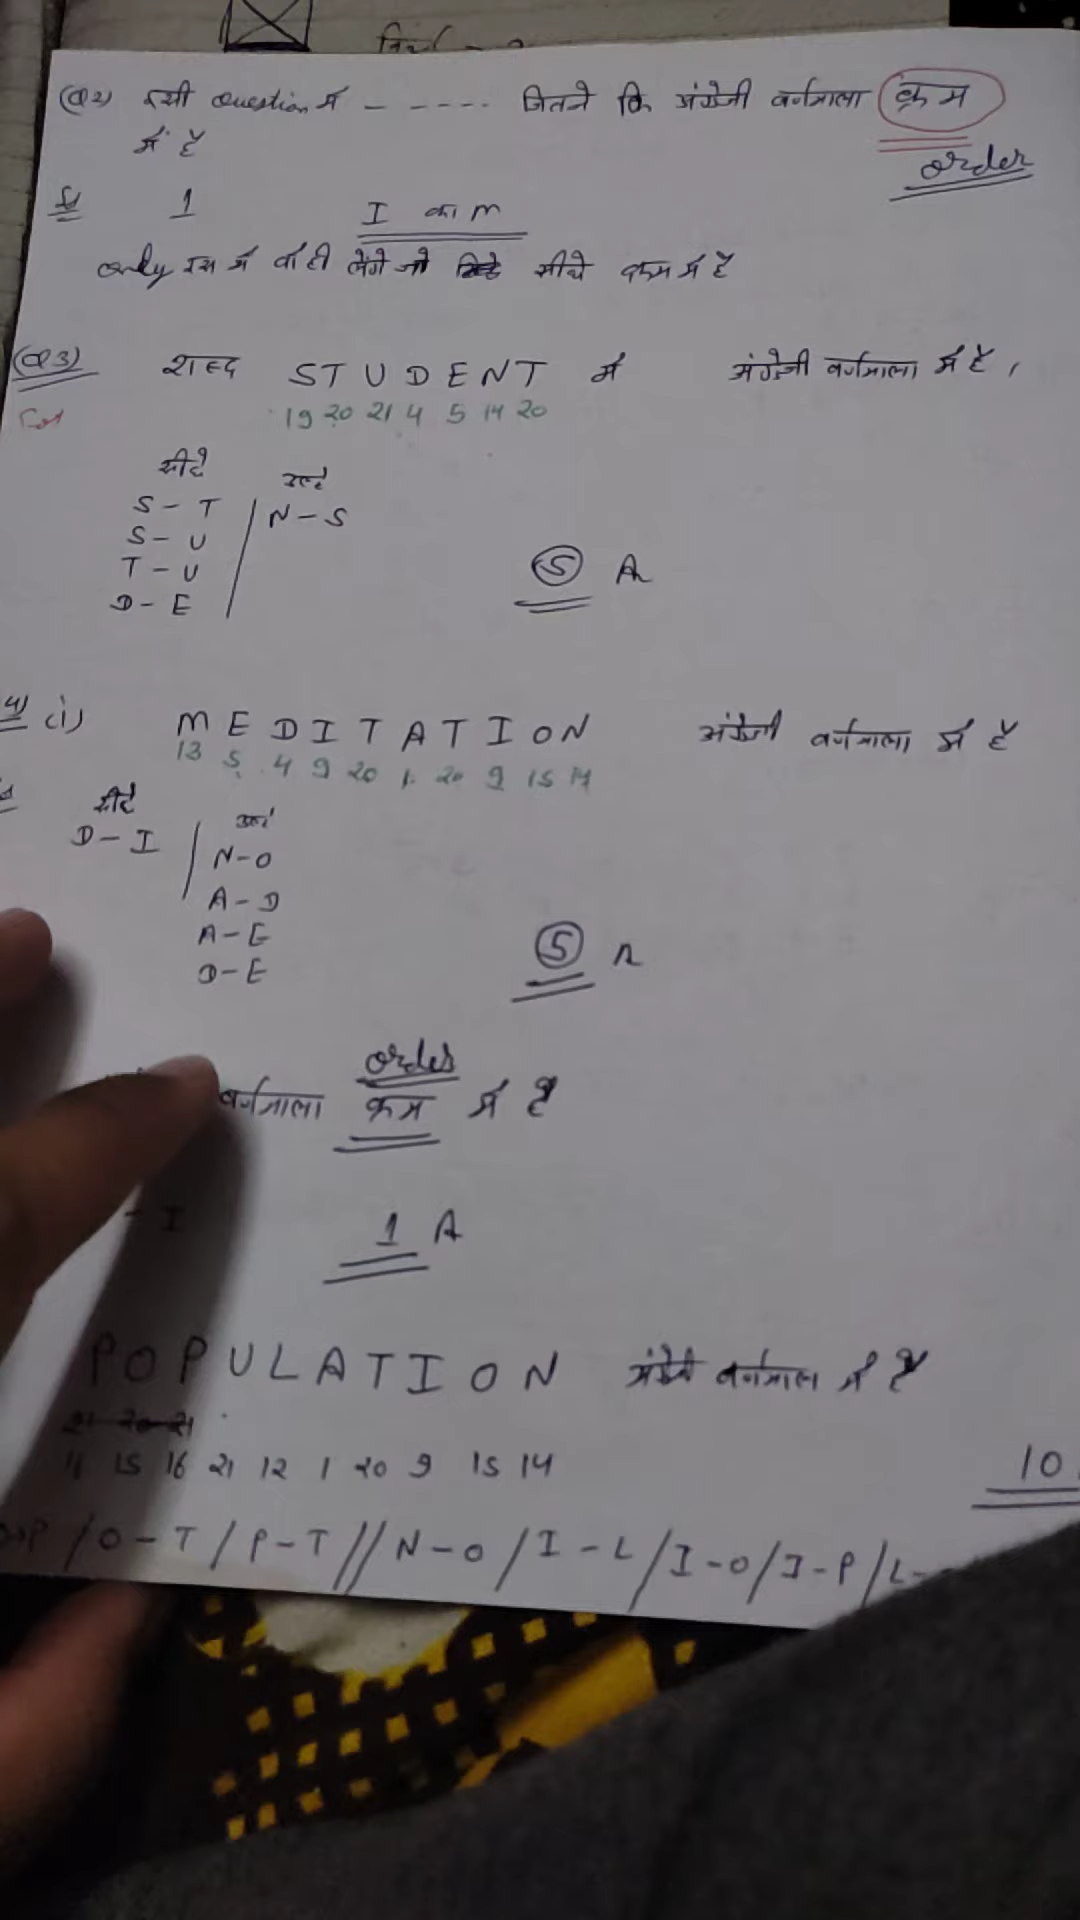 (Q2) इसी question में - - - - - - जितने कि अंग्रेजी वर्णमाला क्रम
में है
order
1 I का M
only इस में वो ही लेंगे जो सीधे क्रम में है
(Q3) शब्द STUDENT में अंग्रेजी वर्णमाला में है,
19 20 21 4 5 14 20
सीधे उल्टे
S - T N - S
S - U
T - U
D - E
5 A
4) (i) MEDITATION अंग्रेजी वर्णमाला में है
13 5 4 9 20 1 20 9 15 14
सीधे उल्टे
D - I N - O
A - D
A - E
D - E
5
order
वर्णमाला क्रम में है
- I 1 A
POPULATION अंग्रेजी वर्णमाला में है
15 16 21 12 1 20 9 15 14
10
P / O - T / P - T // N - O / I - L / I - O / I - P / L -